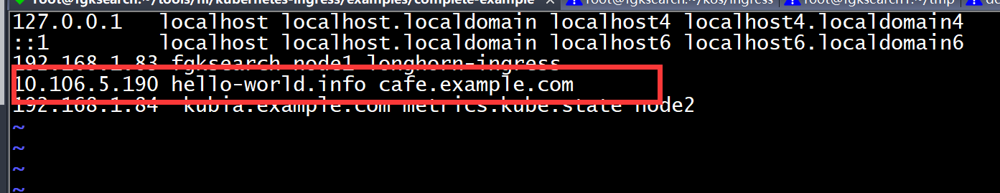 root@fgksearch:~/tools/m/kubernetes-ingress/examples/complete-example
root@fgksearch:~/k8s/ingress
root@fgksearch1:~/tmp
127.0.0.1 localhost localhost.localdomain localhost4 localhost4.localdomain4
::1 localhost localhost.localdomain localhost6 localhost6.localdomain6
192.168.1.83 fgksearch node1 longhorn-ingress
10.106.5.190 hello-world.info cafe.example.com
192.168.1.84 kubia.example.com metrics.kube.state node2
~
~
~
~